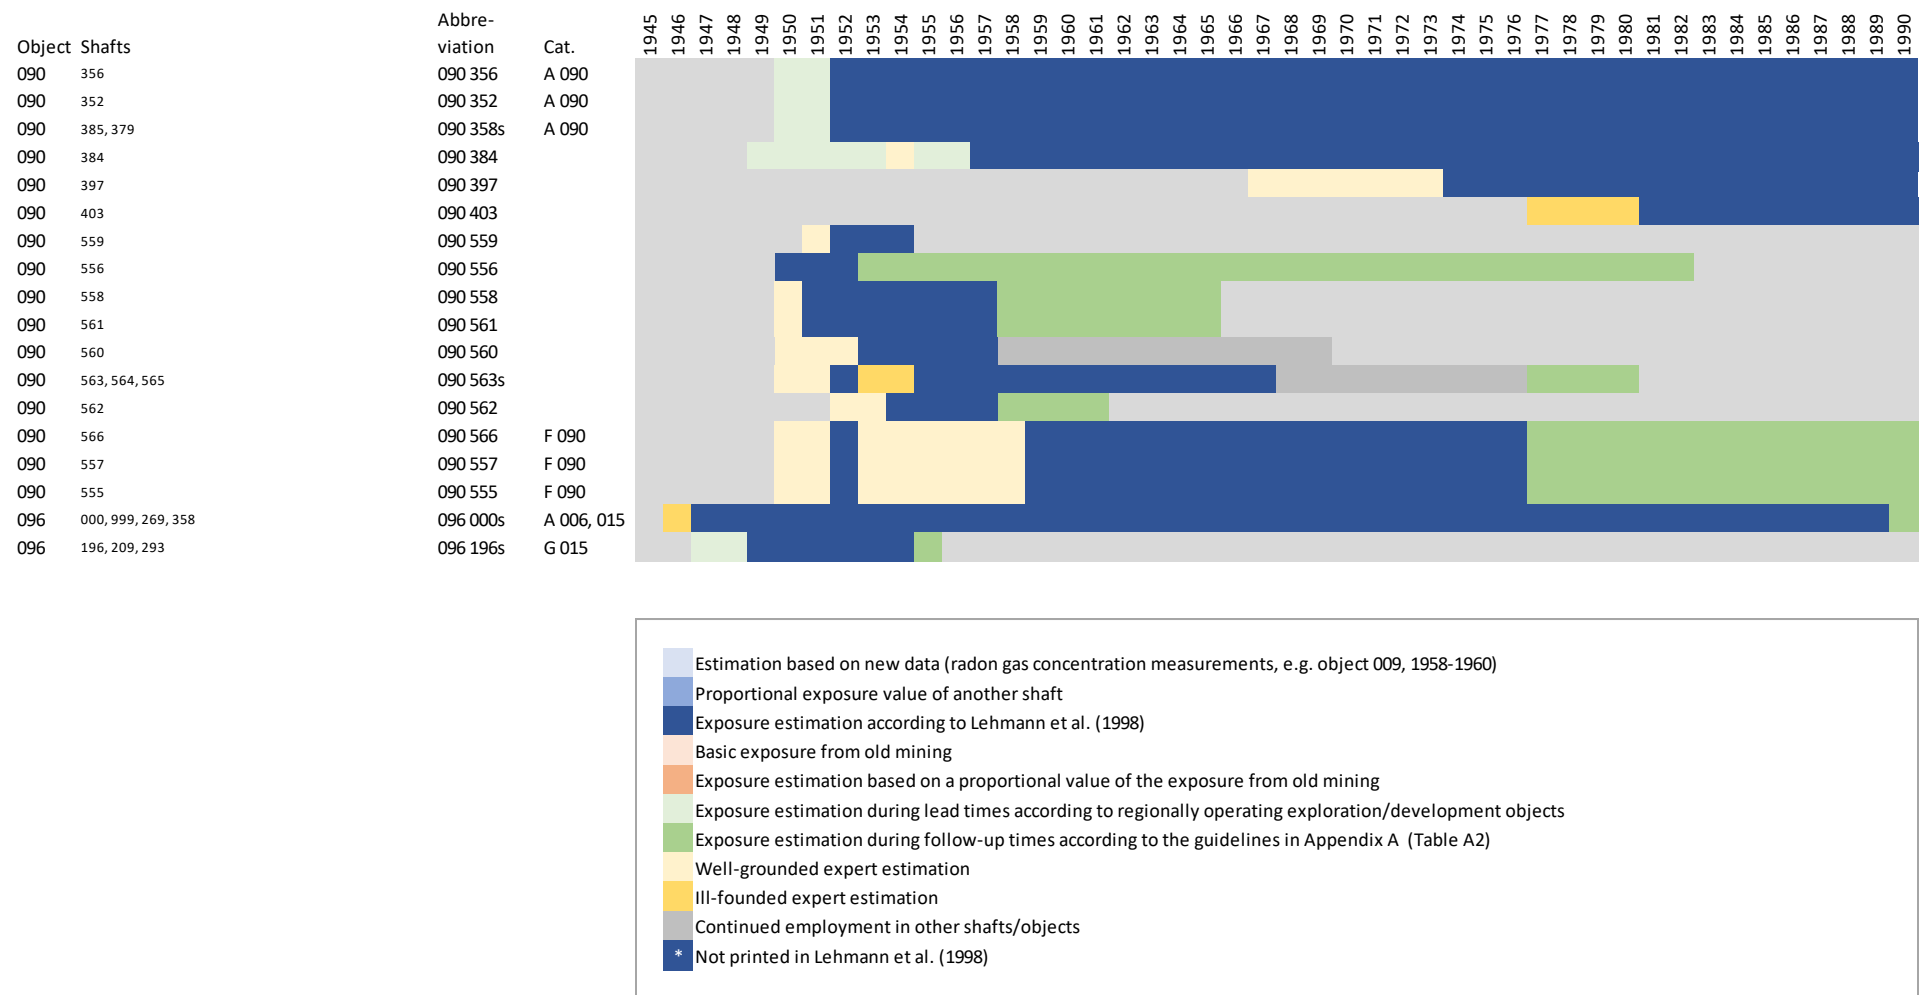 Abbre-
Object Shafts viation Cat. 1945 1946 1947 1948 1949 1950 1951 1952 1953 1954 1955 1956 1957 1958 1959 1960 1961 1962 1963 1964 1965 1966 1967 1968 1969 1970 1971 1972 1973 1974 1975 1976 1977 1978 1979 1980 1981 1982 1983 1984 1985 1986 1987 1988 1989 1990
090 356 090 356 A 090
090 352 090 352 A 090
090 385, 379 090 358s A 090
090 384 090 384
090 397 090 397
090 403 090 403
090 559 090 559
090 556 090 556
090 558 090 558
090 561 090 561
090 560 090 560
090 563, 564, 565 090 563s
090 562 090 562
090 566 090 566 F 090
090 557 090 557 F 090
090 555 090 555 F 090
096 000, 999, 269, 358 096 000s A 006, 015
096 196, 209, 293 096 196s G 015
Estimation based on new data (radon gas concentration measurements, e.g. object 009, 1958-1960)
Proportional exposure value of another shaft
Exposure estimation according to Lehmann et al. (1998)
Basic exposure from old mining
Exposure estimation based on a proportional value of the exposure from old mining
Exposure estimation during lead times according to regionally operating exploration/development objects
Exposure estimation during follow-up times according to the guidelines in Appendix A (Table A2)
Well-grounded expert estimation
Ill-founded expert estimation
Continued employment in other shafts/objects
* Not printed in Lehmann et al. (1998)